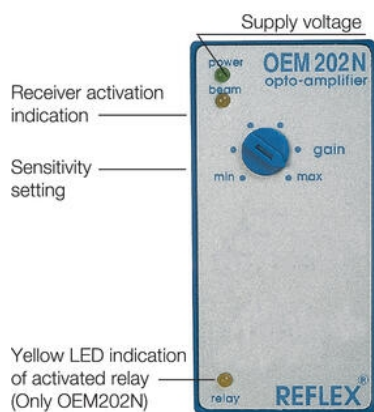 Supply voltage
power
OEM 202 N
opto-amplifier
beam
Receiver activation
indication
gain
Sensitivity
setting
min
max
Yellow LED indication
of activated relay
(Only OEM202N)
relay
REFLEX®